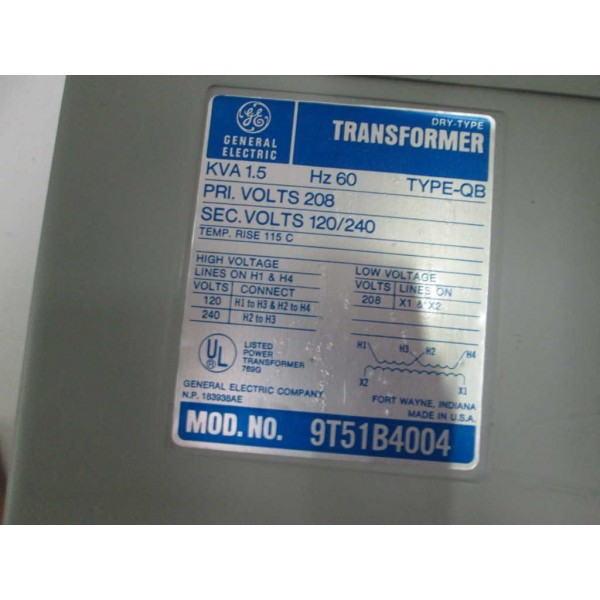 GE
GENERAL
ELECTRIC
DRY-TYPE
TRANSFORMER
KVA 1.5 Hz 60 TYPE-QB
PRI. VOLTS 208
SEC. VOLTS 120/240
TEMP. RISE 115 C
HIGH VOLTAGE
LINES ON H1 & H4
VOLTS CONNECT
120 H1 to H3 & H2 to H4
240 H2 to H3
LOW VOLTAGE
VOLTS LINES ON
208 X1 & X2
UL
LISTED
POWER
TRANSFORMER
769G
H1 H3 H2 H4
X2 X1
GENERAL ELECTRIC COMPANY
N.P. 183938AE
FORT WAYNE, INDIANA
MADE IN U.S.A.
MOD. NO. 9T51B4004